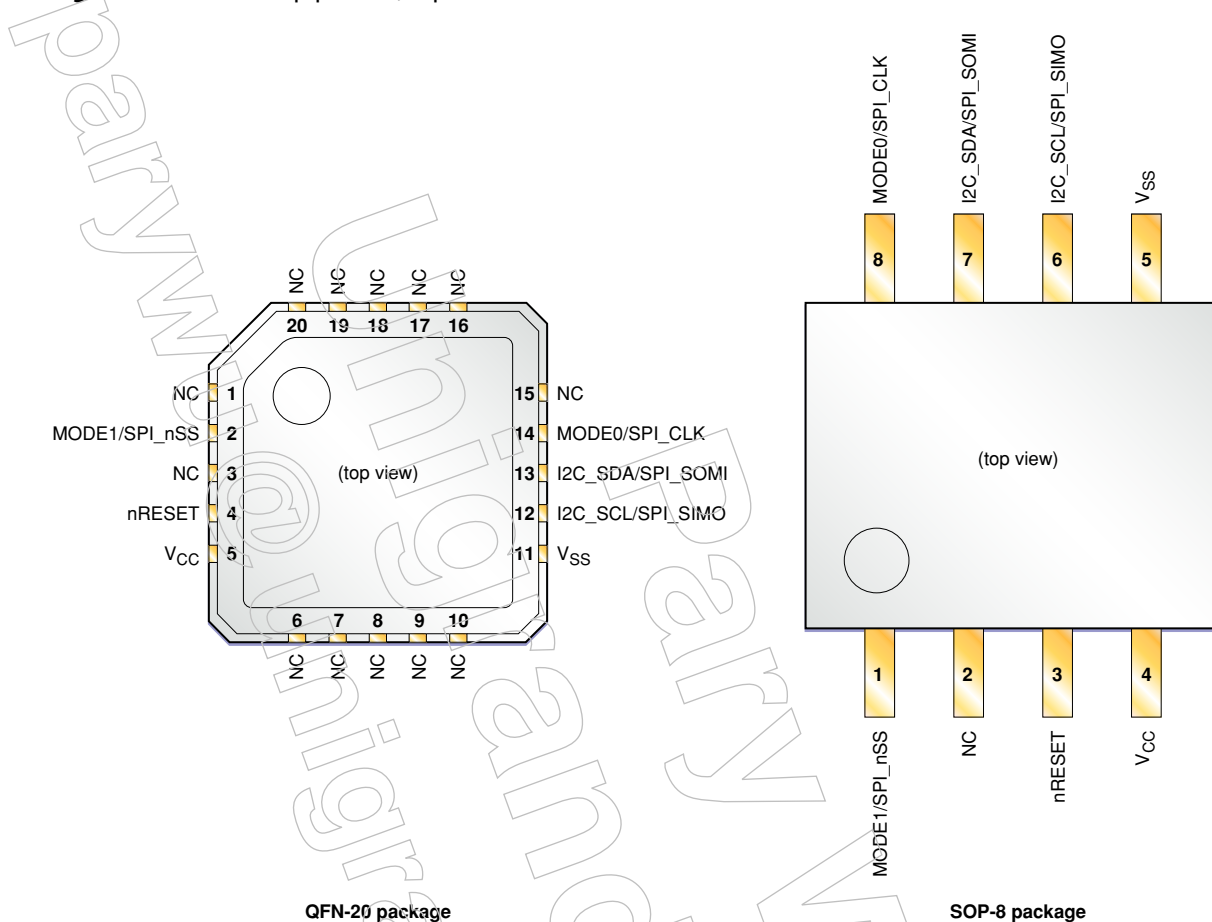 NC
NC
NC
NC
NC
20
19
18
17
16
NC
1
MODE1/SPI_nSS
2
NC
3
nRESET
4
VCC
5
(top view)
15
NC
14
MODE0/SPI_CLK
13
I2C_SDA/SPI_SOMI
12
I2C_SCL/SPI_SIMO
11
VSS
6
7
8
9
10
NC
NC
NC
NC
NC
QFN-20 package
MODE0/SPI_CLK
I2C_SDA/SPI_SOMI
I2C_SCL/SPI_SIMO
VSS
8
7
6
5
(top view)
1
2
3
4
MODE1/SPI_nSS
NC
nRESET
VCC
SOP-8 package